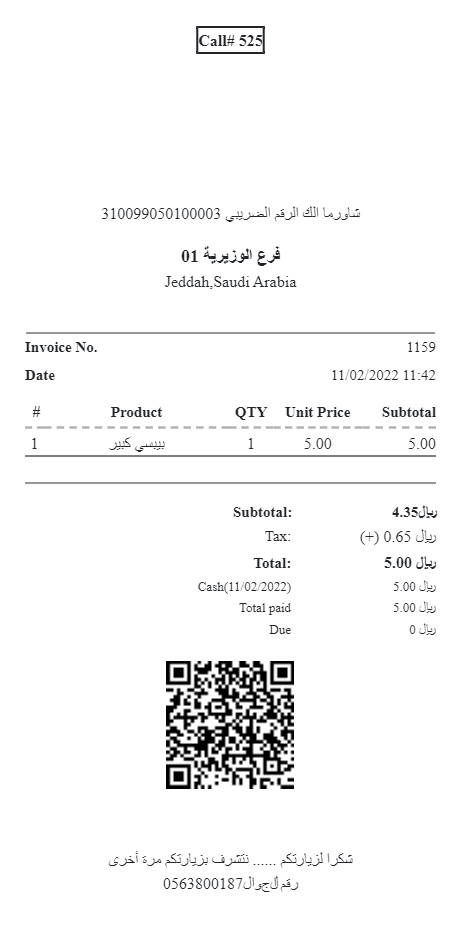 Call# 525
شاورما الك الرقم الضريبي 310099050100003
فرع الوزيرية 01
Jeddah,Saudi Arabia
Invoice No. 1159
Date 11/02/2022 11:42
# Product QTY Unit Price Subtotal
1 بيبسي كبير 1 5.00 5.00
Subtotal: ريال4.35
Tax: ريال 0.65 (+)
Total: ريال 5.00
Cash(11/02/2022) ريال 5.00
Total paid ريال 5.00
Due ريال 0
شكرا لزيارتكم ...... نتشرف بزيارتكم مرة أخرى
رقم ألجوال0563800187